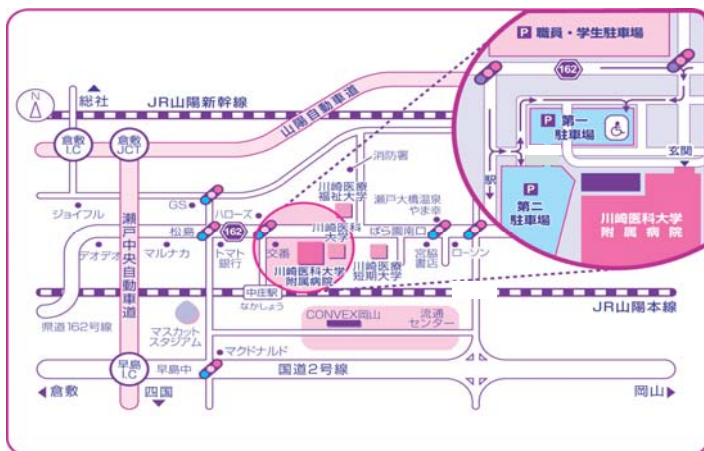 N
総社
JR山陽新幹線
山陽自動車道
倉敷
I.C
倉敷
JCT
瀬戸中央自動車道
消防署
川崎医療
福祉大学
瀬戸大橋温泉
やま幸
ジョイフル
GS
ハローズ
松島
162
川崎医科
大学
ばら園南口
デオデオ
マルナカ
トマト
銀行
交番
川崎医科大学
附属病院
川崎医療
短期大学
宮脇
書店
ローソン
中庄駅
なかしょう
JR山陽本線
県道162号線
マスカット
スタジアム
CONVEX岡山
流通
センター
マクドナルド
早島
I.C
早島中
国道2号線
倉敷
四国
岡山
P 職員・学生駐車場
162
P 第一
駐車場
玄関
駅
P
第二
駐車場
川崎医科大学
附属病院